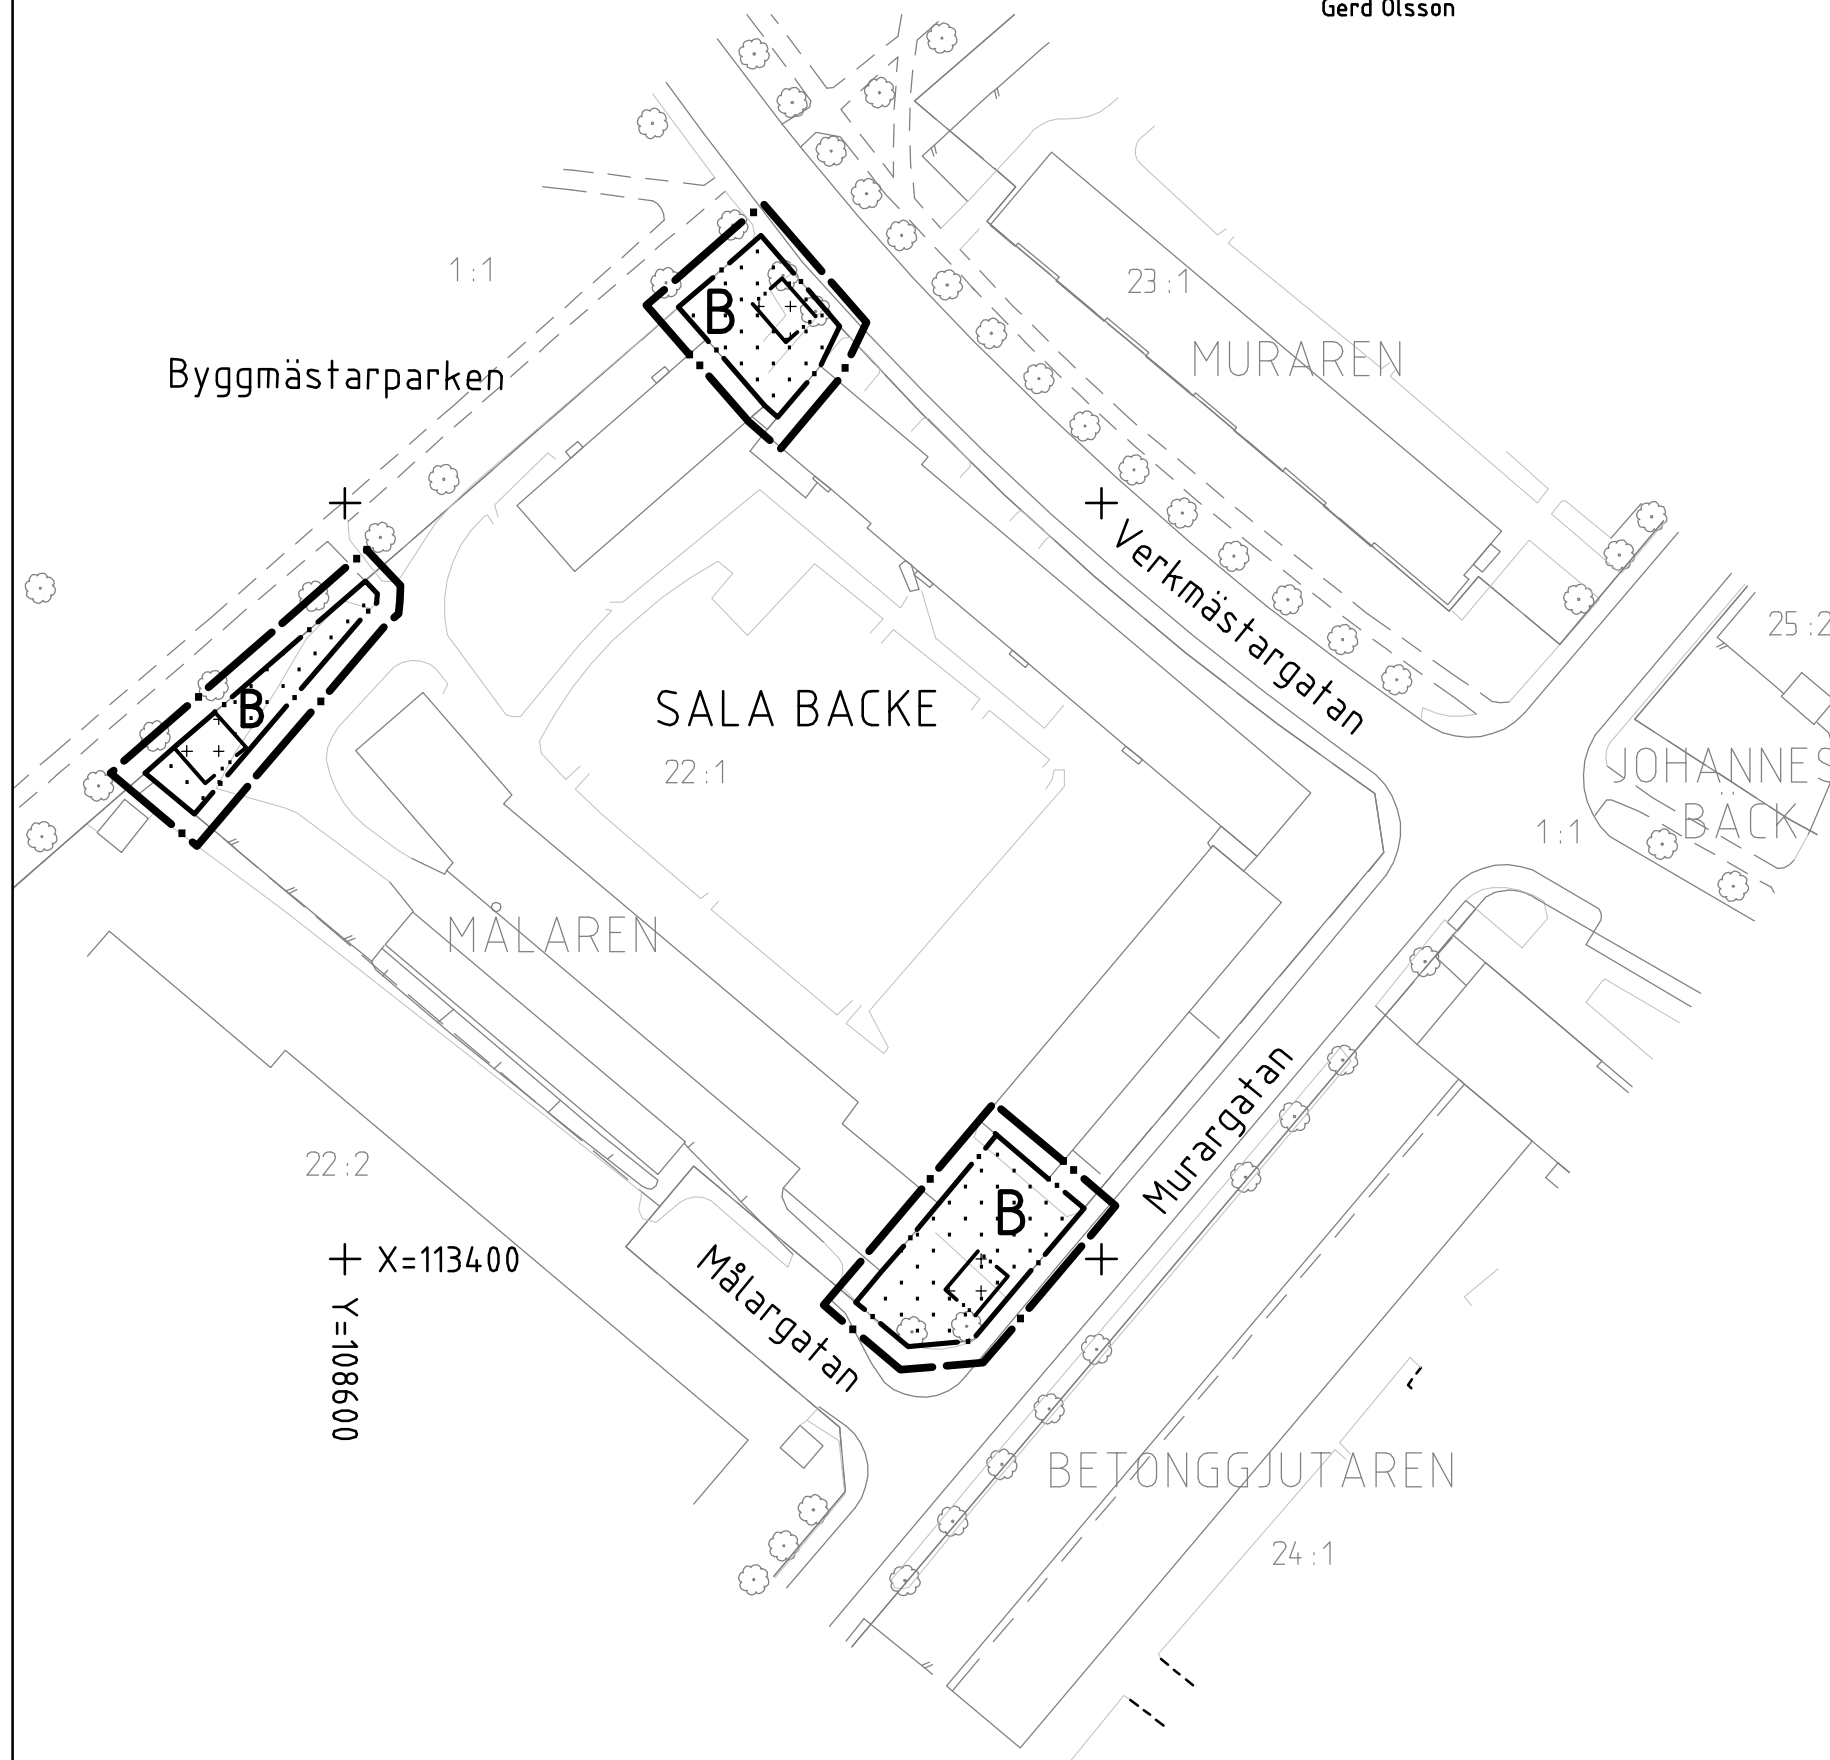 Gerd Olsson
1:1
23:1
B
MURAREN
Byggmästarparken
Verkmästargatan
25:2
B
SALA BACKE
22:1
JOHANNES
BÄCK
1:1
MÅLAREN
Murargatan
22:2
B
X=113400
Målargatan
Y=108600
BETONGGJUTAREN
24:1